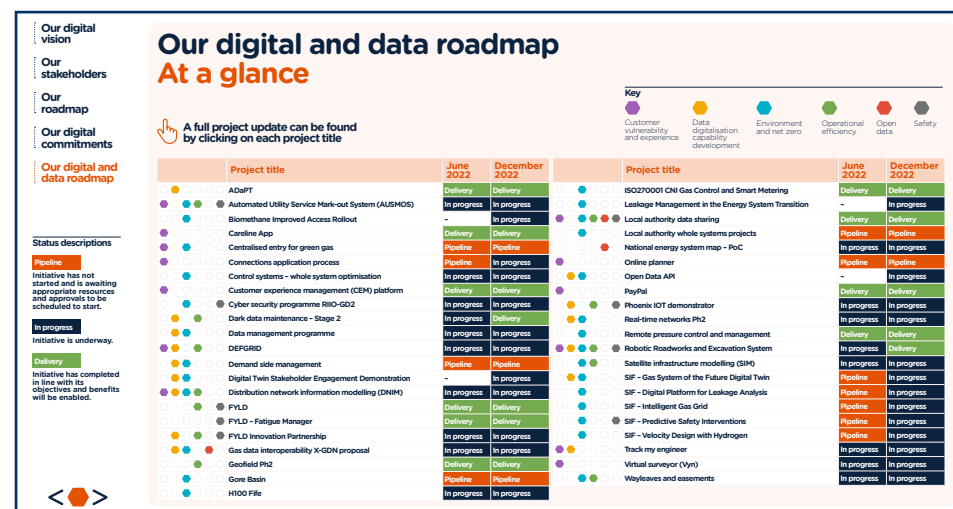 Our digital
vision
Our
stakeholders
Our
roadmap
Our digital
commitments
Our digital and
data roadmap
Status descriptions
Pipeline
Initiative has not
started and is awaiting
appropriate resources
and approvals to be
scheduled to start.
In progress
Initiative is underway.
Delivery
Initiative has completed
in line with its
objectives and benefits
will be enabled.
Our digital and data roadmap
At a glance
A full project update can be found
by clicking on each project title
Key
Customer
vulnerability
and experience
Data
digitalisation
capability
development
Environment
and net zero
Operational
efficiency
Open
data
Safety
Project title June 2022 December 2022
ADaPT Delivery Delivery
Automated Utility Service Mark-out System (AUSMOS) In progress In progress
Biomethane Improved Access Rollout – In progress
Careline App Delivery Delivery
Centralised entry for green gas Pipeline Pipeline
Connections application process Pipeline In progress
Control systems – whole system optimisation In progress In progress
Customer experience management (CEM) platform Delivery Delivery
Cyber security programme RIIO-GD2 In progress In progress
Dark data maintenance – Stage 2 In progress Delivery
Data management programme In progress In progress
DEFGRID In progress In progress
Demand side management Pipeline Pipeline
Digital Twin Stakeholder Engagement Demonstration – In progress
Distribution network information modelling (DNIM) In progress In progress
FYLD Delivery Delivery
FYLD – Fatigue Manager Delivery Delivery
FYLD Innovation Partnership In progress In progress
Gas data interoperability X-GDN proposal In progress In progress
Geofield Ph2 Delivery Delivery
Gore Basin Pipeline Pipeline
H100 Fife In progress In progress
Project title June 2022 December 2022
ISO270001 CNI Gas Control and Smart Metering Delivery Delivery
Leakage Management in the Energy System Transition – In progress
Local authority data sharing Delivery Delivery
Local authority whole systems projects Pipeline Pipeline
National energy system map – PoC In progress In progress
Online planner Pipeline Pipeline
Open Data API – In progress
PayPal Delivery Delivery
Phoenix IOT demonstrator In progress In progress
Real-time networks Ph2 In progress In progress
Remote pressure control and management Delivery Delivery
Robotic Roadworks and Excavation System In progress Delivery
Satellite infrastructure modelling (SIM) In progress In progress
SIF – Gas System of the Future Digital Twin Pipeline In progress
SIF – Digital Platform for Leakage Analysis Pipeline In progress
SIF – Intelligent Gas Grid Pipeline In progress
SIF – Predictive Safety Interventions Pipeline In progress
SIF – Velocity Design with Hydrogen Pipeline In progress
Track my engineer In progress In progress
Virtual surveyor (Vyn) In progress In progress
Wayleaves and easements In progress In progress